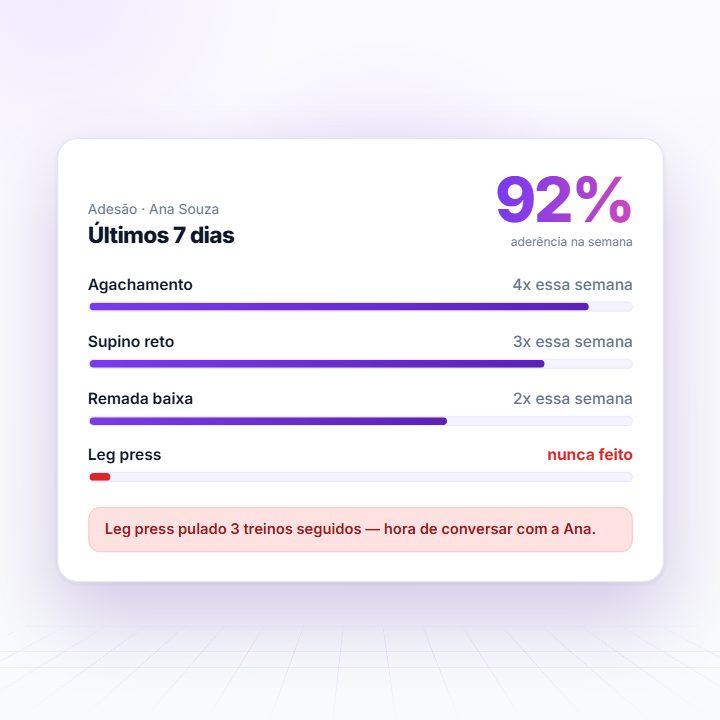 Adesão · Ana Souza
Últimos 7 dias
92%
aderência na semana
Agachamento
4x essa semana
Supino reto
3x essa semana
Remada baixa
2x essa semana
Leg press
nunca feito
Leg press pulado 3 treinos seguidos — hora de conversar com a Ana.